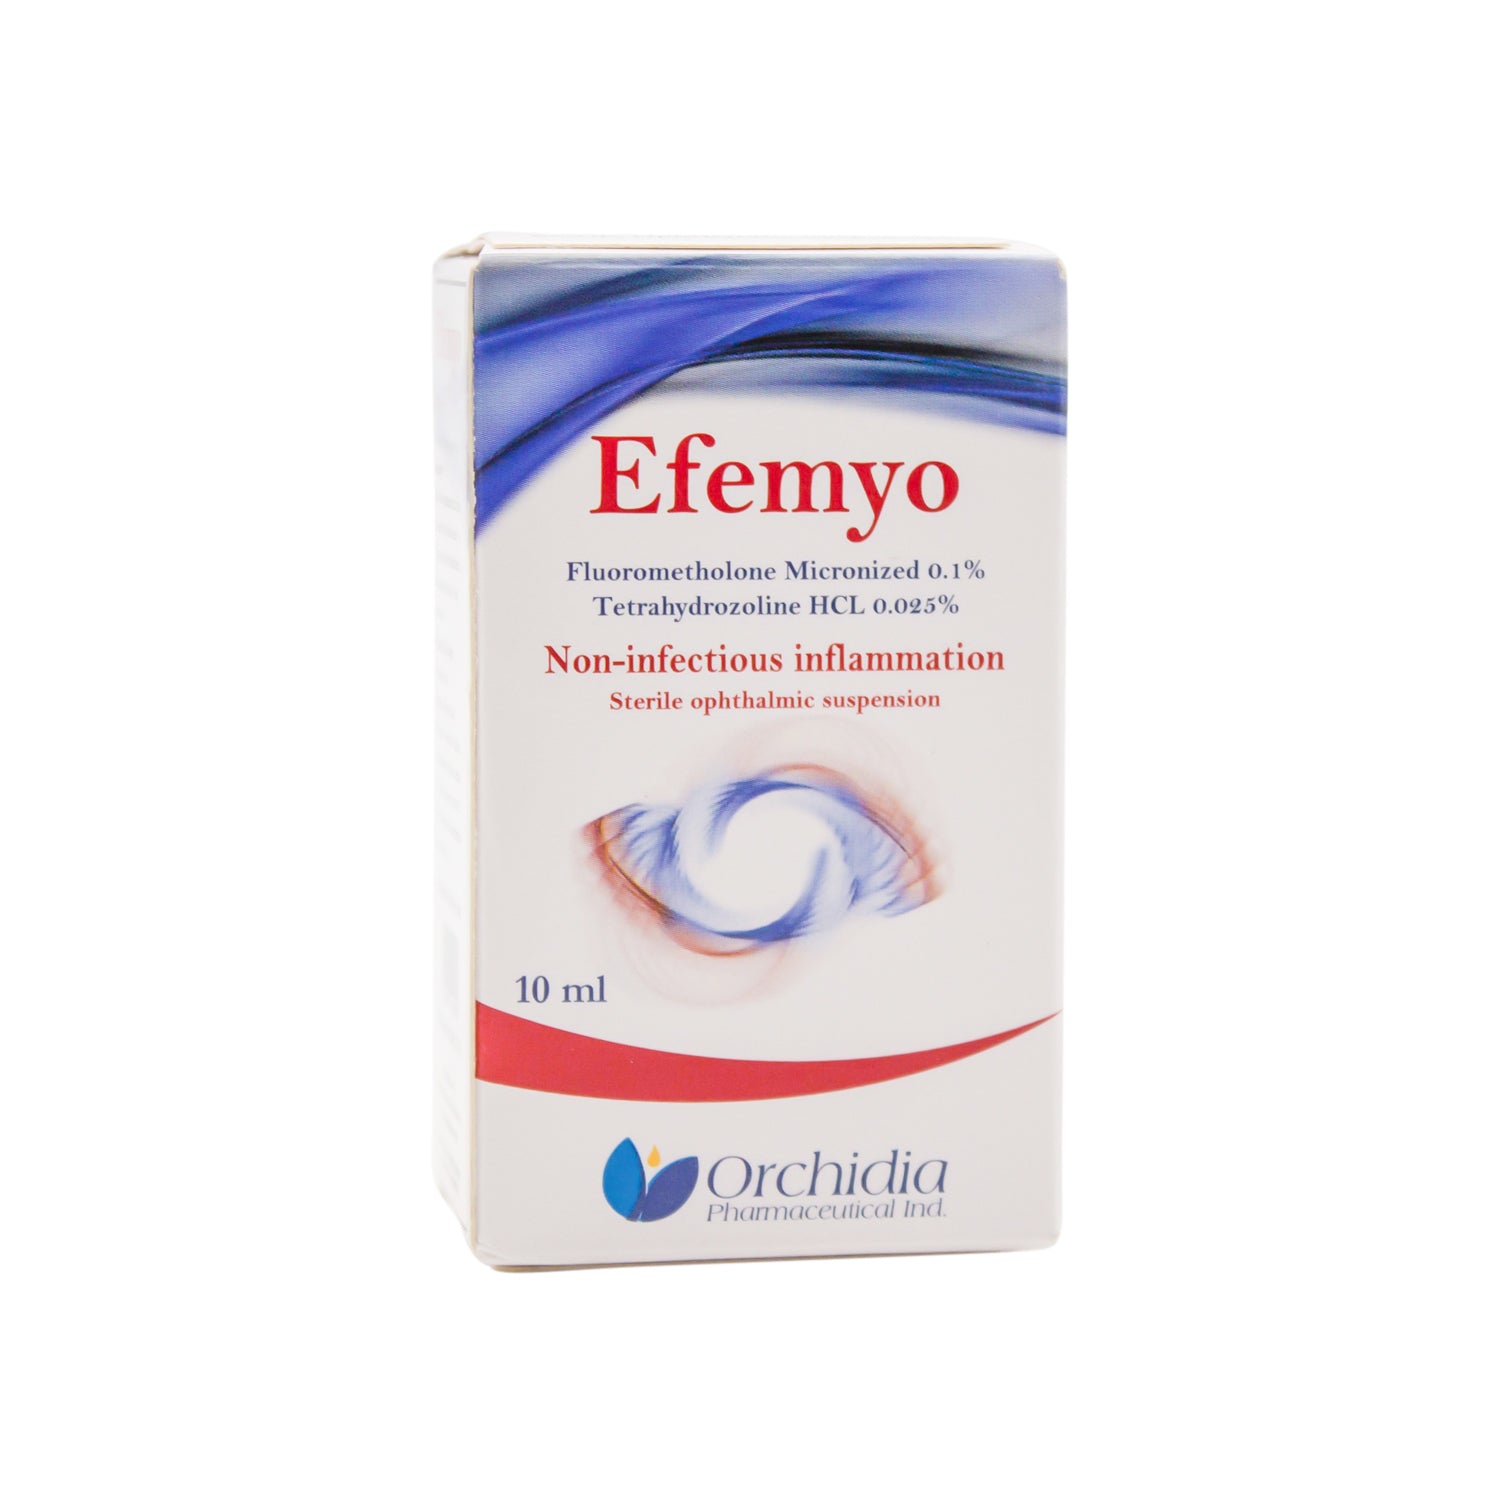 Efemyo
Fluorometholone Micronized 0.1%
Tetrahydrozoline HCL 0.025%
Non-infectious inflammation
Sterile ophthalmic suspension
10 ml
Orchidia
Pharmaceutical Ind.